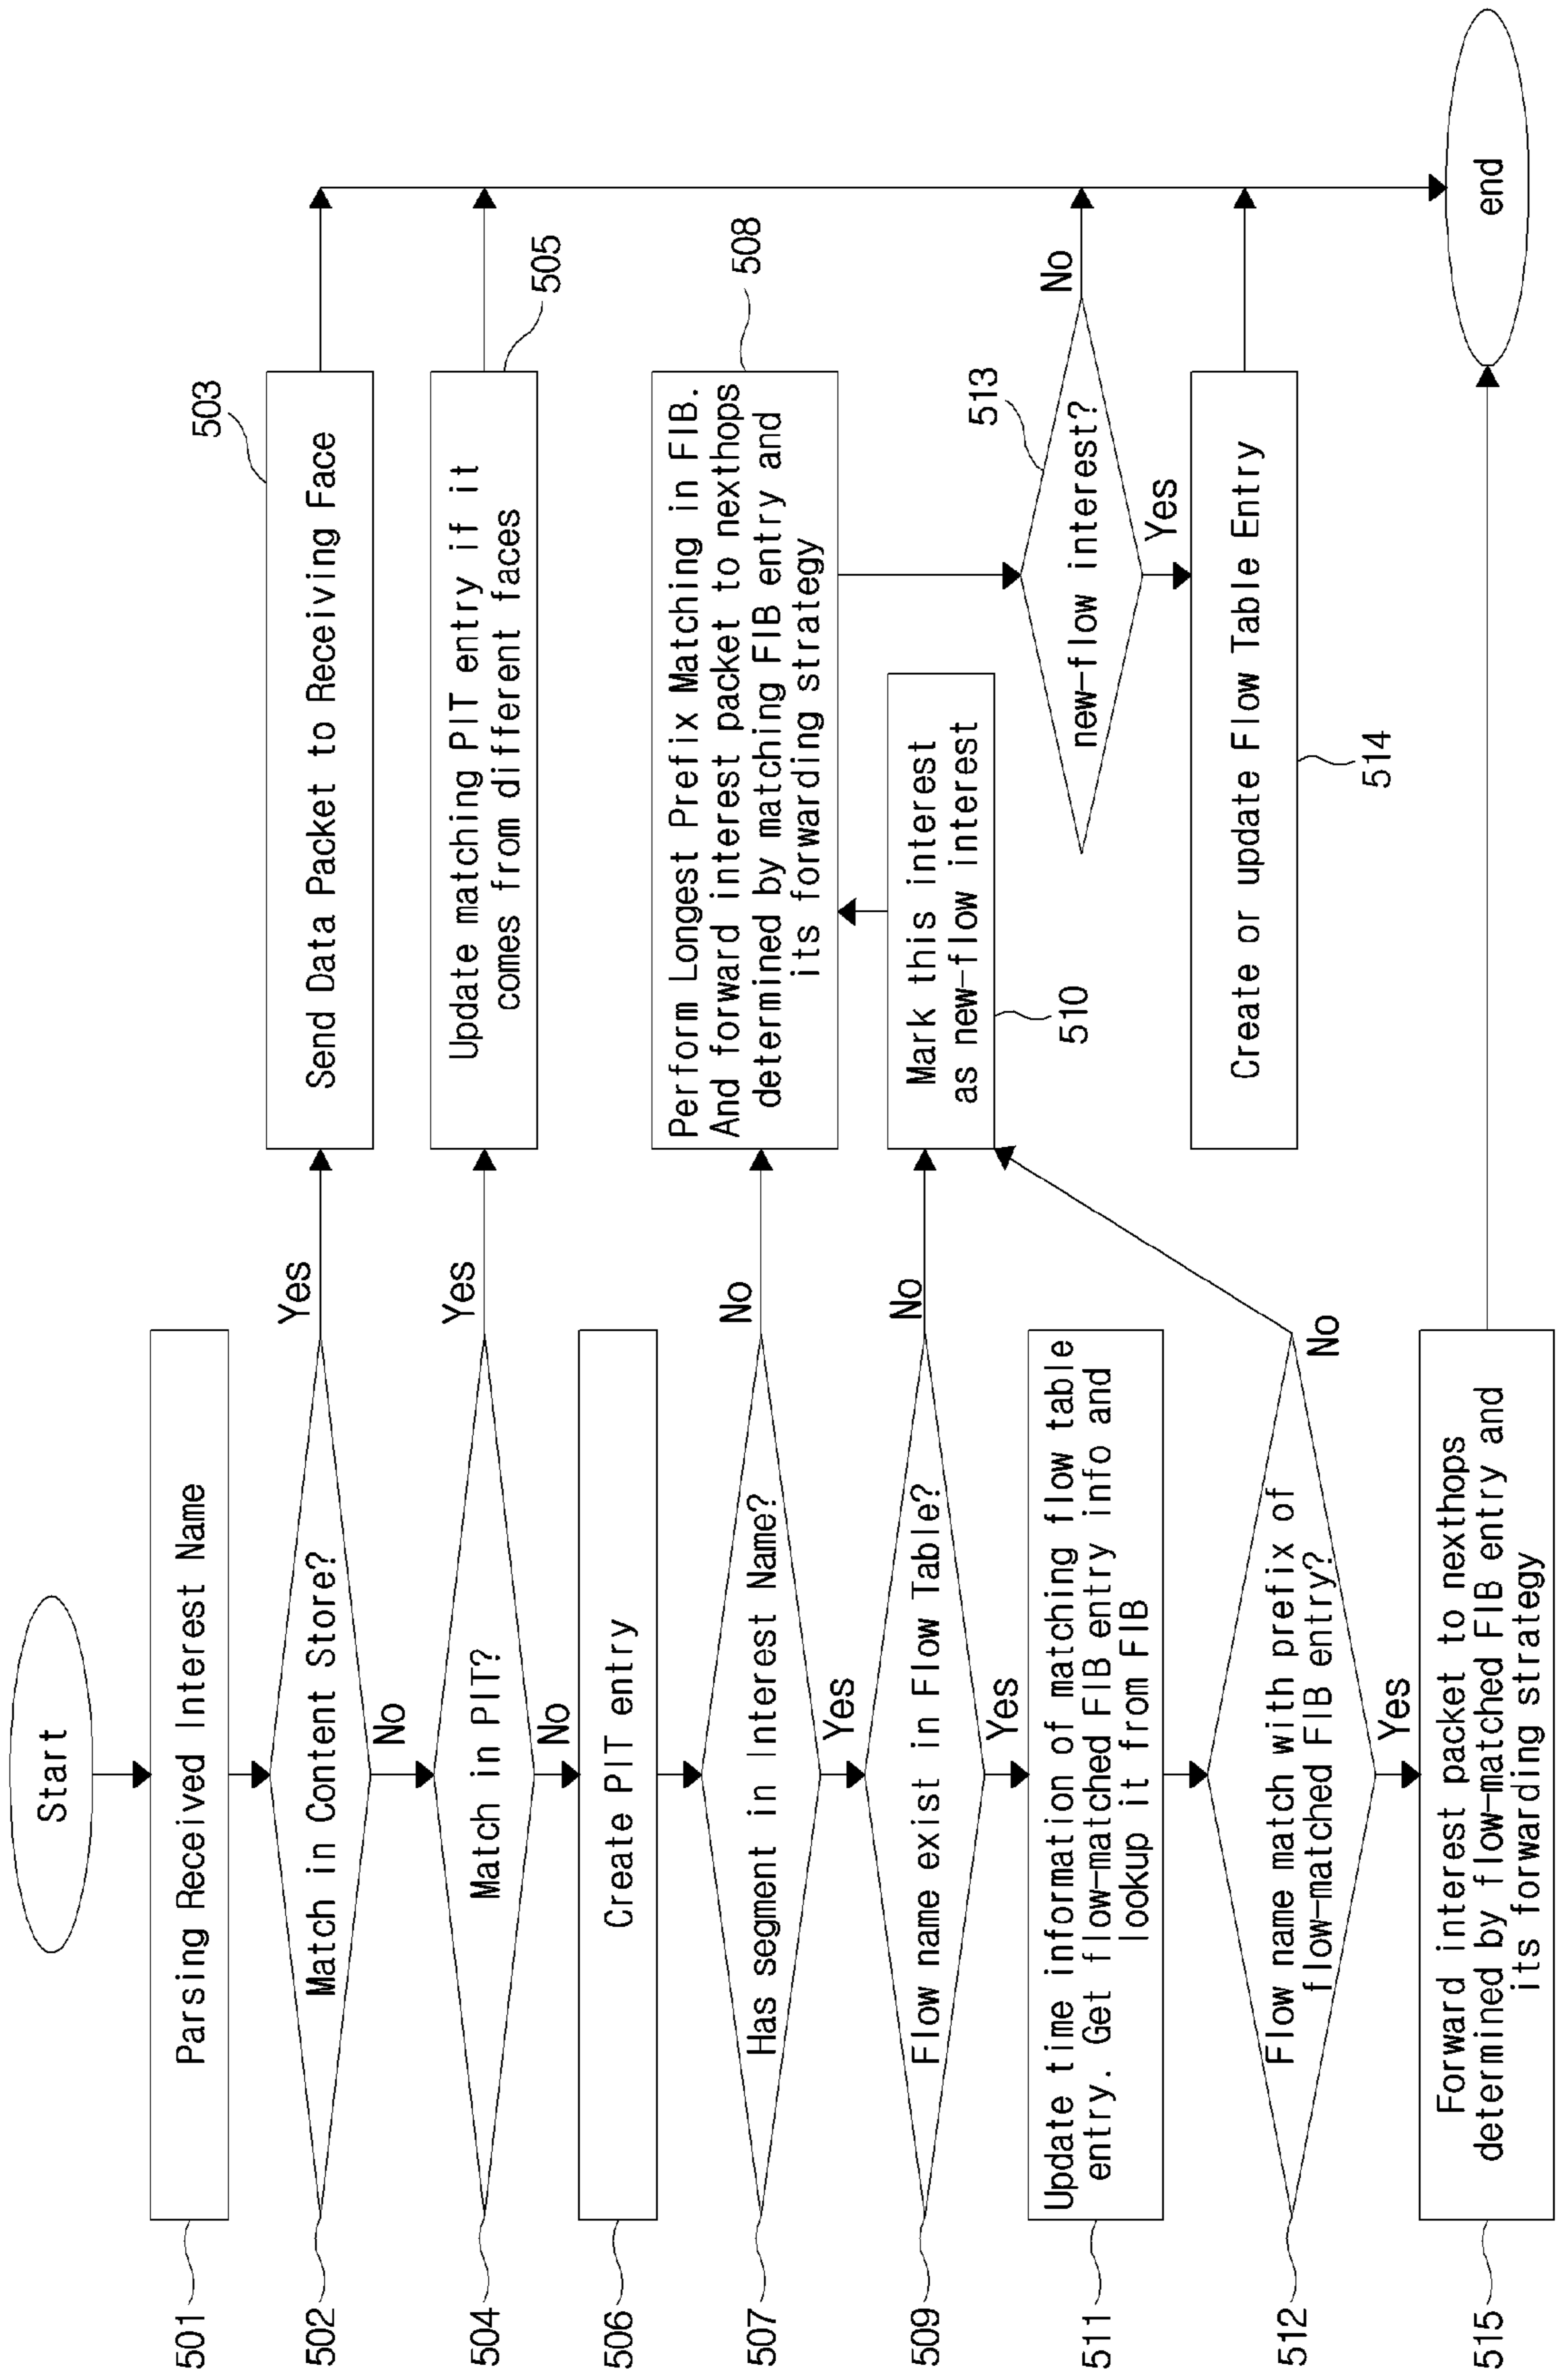 Start
501
Parsing Received Interest Name
502
Match in Content Store?
Yes
No
503
Send Data Packet to Receiving Face
504
Match in PIT?
Yes
No
505
Update matching PIT entry if it
comes from different faces
506
Create PIT entry
507
Has segment in Interest Name?
No
Yes
508
Perform Longest Prefix Matching in FIB.
And forward interest packet to nexthops
determined by matching FIB entry and
its forwarding strategy
509
Flow name exist in Flow Table?
No
Yes
Mark this interest
as new-flow interest
510
511
Update time information of matching flow table
entry. Get flow-matched FIB entry info and
lookup it from FIB
513
new-flow interest?
No
Yes
512
Flow name match with prefix of
flow-matched FIB entry?
No
Yes
Create or update Flow Table Entry
514
515
Forward interest packet to nexthops
determined by flow-matched FIB entry and
its forwarding strategy
end